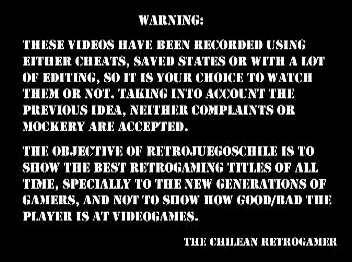 WARNING:
THESE VIDEOS HAVE BEEN RECORDED USING
EITHER CHEATS, SAVED STATES OR WITH A LOT
OF EDITING, SO IT IS YOUR CHOICE TO WATCH
THEM OR NOT. TAKING INTO ACCOUNT THE
PREVIOUS IDEA, NEITHER COMPLAINTS OR
MOCKERY ARE ACCEPTED.
THE OBJECTIVE OF RETROJUEGOSCHILE IS TO
SHOW THE BEST RETROGAMING TITLES OF ALL
TIME, SPECIALLY TO THE NEW GENERATIONS OF
GAMERS, AND NOT TO SHOW HOW GOOD/BAD THE
PLAYER IS AT VIDEOGAMES.
THE CHILEAN RETROGAMER